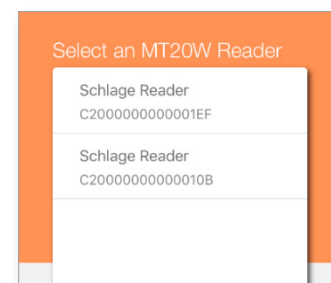 Select an MT20W Reader
Schlage Reader
C2000000000001EF
Schlage Reader
C20000000000010B